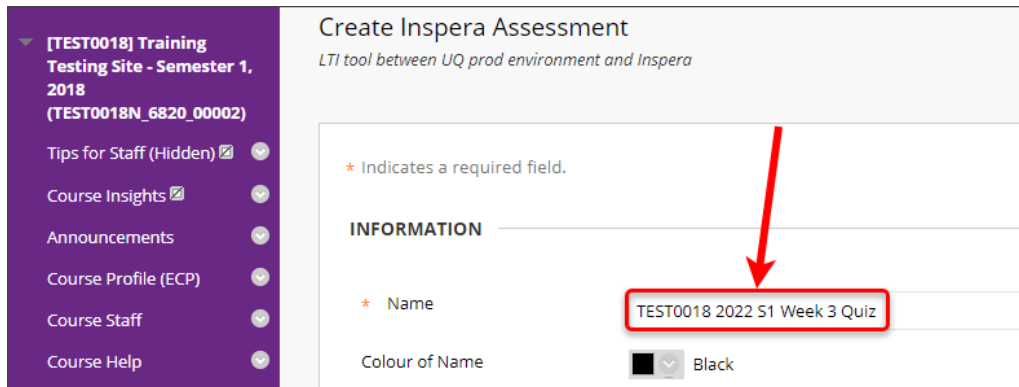 [TEST0018] Training
Testing Site - Semester 1,
2018
(TEST0018N_6820_00002)
Tips for Staff (Hidden)
Course Insights
Announcements
Course Profile (ECP)
Course Staff
Course Help
Create Inspera Assessment
LTI tool between UQ prod environment and Inspera
* Indicates a required field.
INFORMATION
* Name
TEST0018 2022 S1 Week 3 Quiz
Colour of Name
Black